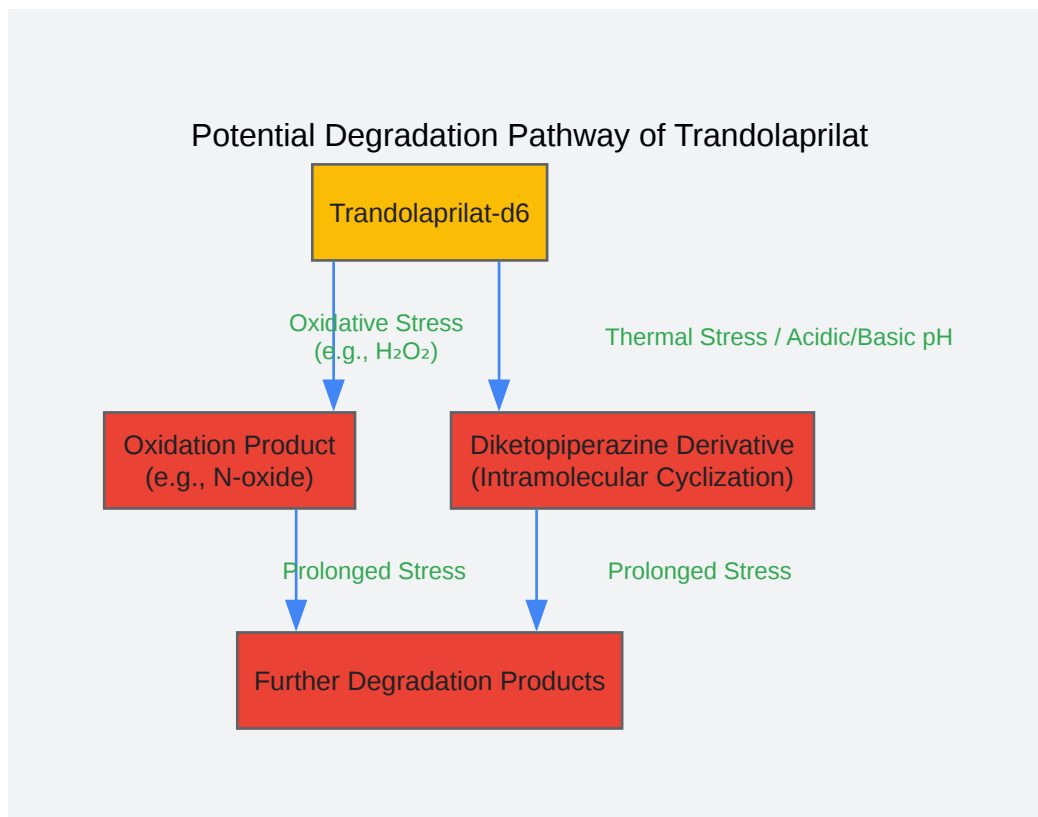 Potential Degradation Pathway of Trandolaprilat
Trandolaprilat-d6
Oxidative Stress
(e.g., H₂O₂)
Thermal Stress / Acidic/Basic pH
Oxidation Product
(e.g., N-oxide)
Diketopiperazine Derivative
(Intramolecular Cyclization)
Prolonged Stress
Prolonged Stress
Further Degradation Products